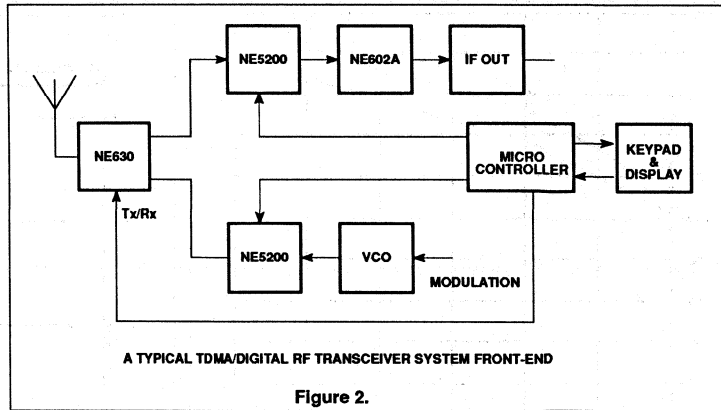 NE5200
NE602A
IF OUT
NE630
MICRO
CONTROLLER
KEYPAD
&
DISPLAY
Tx/Rx
NE5200
VCO
MODULATION
A TYPICAL TDMA/DIGITAL RF TRANSCEIVER SYSTEM FRONT-END
Figure 2.